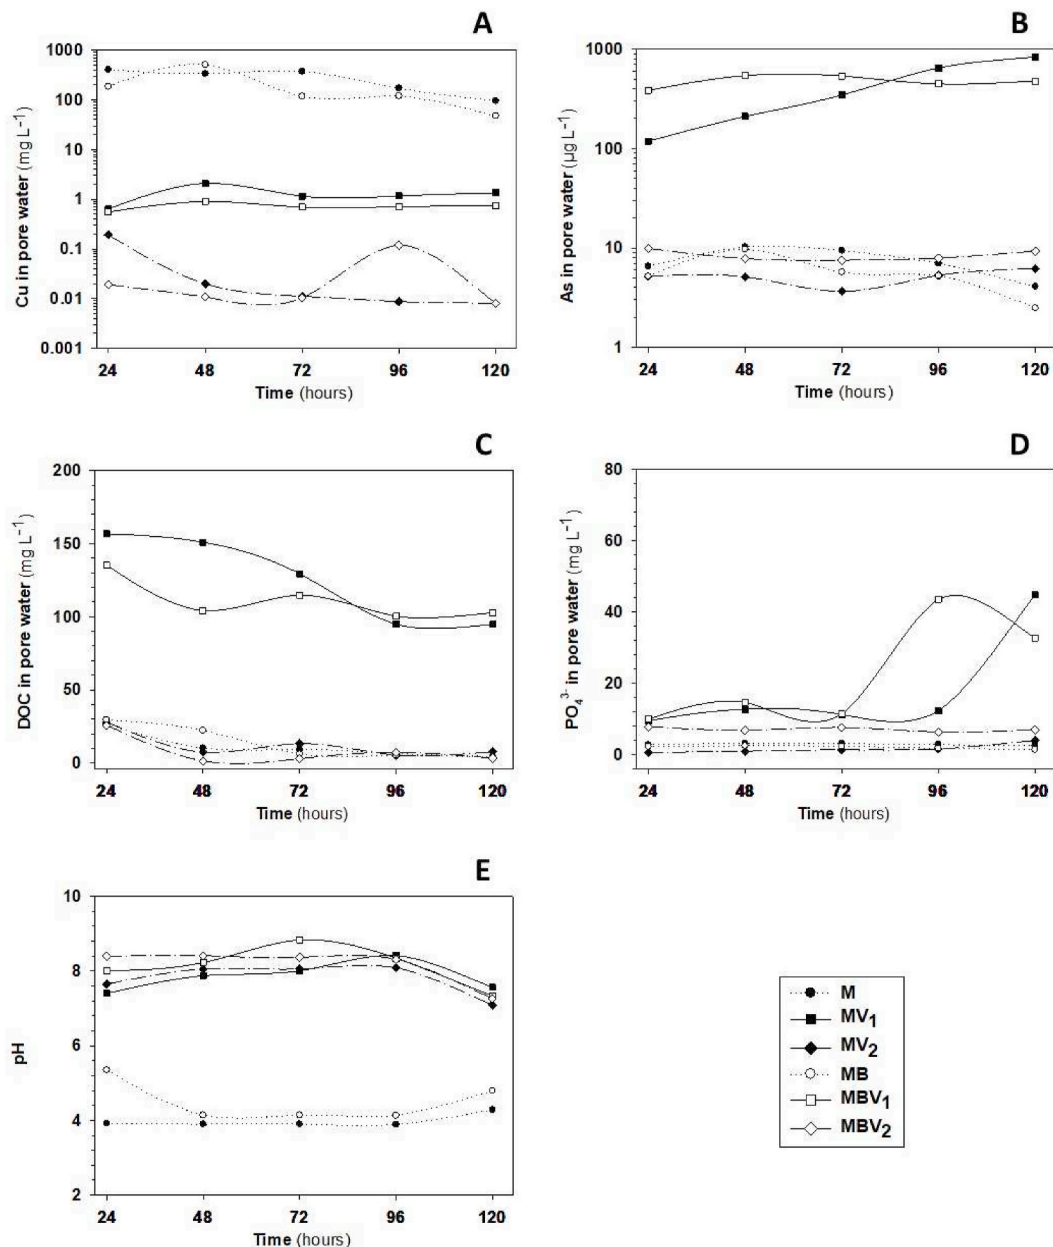 A
Cu in pore water (mg L⁻¹)
1000
100
10
1
0.1
0.01
0.001
24 48 72 96 120
Time (hours)
B
As in pore water (µg L⁻¹)
1000
100
10
1
24 48 72 96 120
Time (hours)
C
DOC in pore water (mg L⁻¹)
200
150
100
50
0
24 48 72 96 120
Time (hours)
D
PO₄³⁻ in pore water (mg L⁻¹)
80
60
40
20
0
24 48 72 96 120
Time (hours)
E
pH
10
8
6
4
2
24 48 72 96 120
Time (hours)
M
MV₁
MV₂
MB
MBV₁
MBV₂